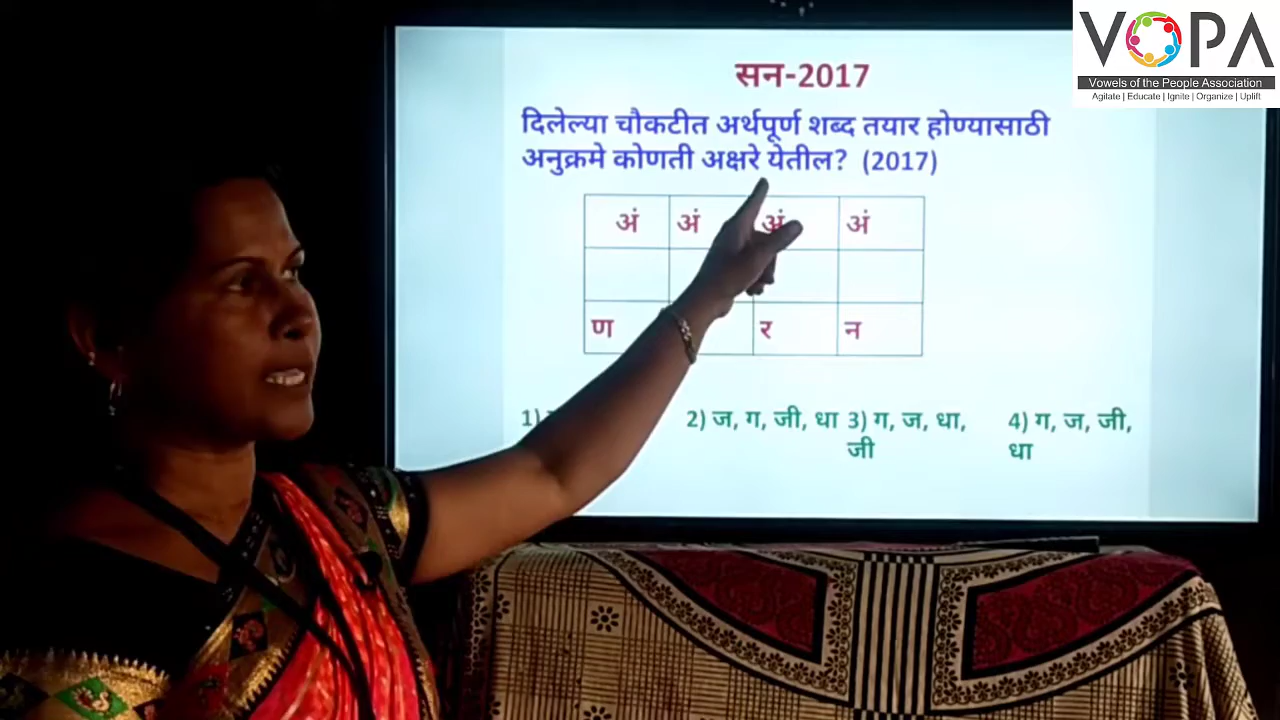 VOPA
Vowels of the People Association
Agitate | Educate | Ignite | Organize | Uplift
सन-2017
दिलेल्या चौकटीत अर्थपूर्ण शब्द तयार होण्यासाठी
अनुक्रमे कोणती अक्षरे येतील? (2017)
अं अं अं अं
ण र न
1) 2) ज, ग, जी, धा 3) ग, ज, धा, 4) ग, ज, जी,
जी धा